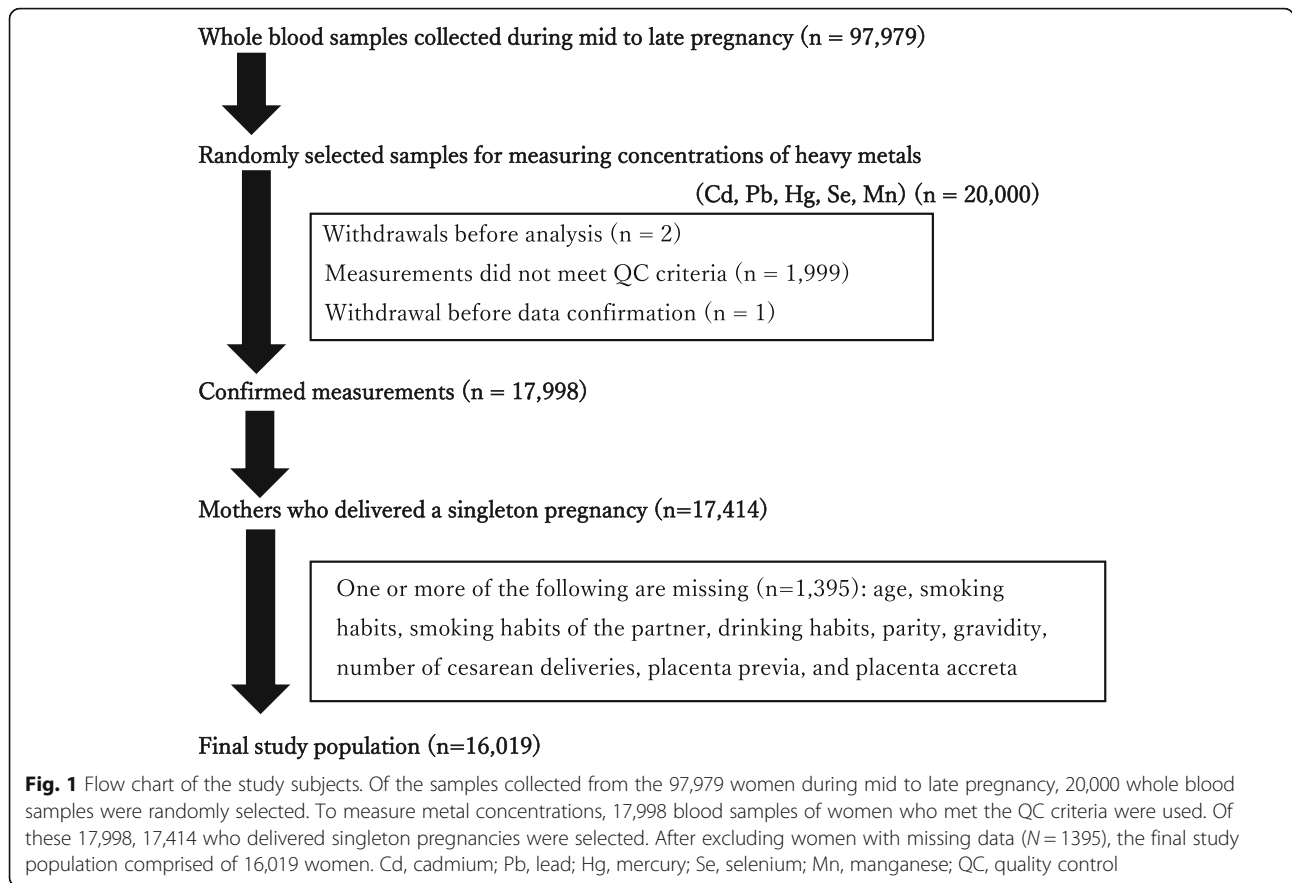 Whole blood samples collected during mid to late pregnancy (n = 97,979)
Randomly selected samples for measuring concentrations of heavy metals
(Cd, Pb, Hg, Se, Mn) (n = 20,000)
Withdrawals before analysis (n = 2)
Measurements did not meet QC criteria (n = 1,999)
Withdrawal before data confirmation (n = 1)
Confirmed measurements (n = 17,998)
Mothers who delivered a singleton pregnancy (n=17,414)
One or more of the following are missing (n=1,395): age, smoking
habits, smoking habits of the partner, drinking habits, parity, gravidity,
number of cesarean deliveries, placenta previa, and placenta accreta
Final study population (n=16,019)
Fig. 1 Flow chart of the study subjects. Of the samples collected from the 97,979 women during mid to late pregnancy, 20,000 whole blood
samples were randomly selected. To measure metal concentrations, 17,998 blood samples of women who met the QC criteria were used. Of
these 17,998, 17,414 who delivered singleton pregnancies were selected. After excluding women with missing data (N = 1395), the final study
population comprised of 16,019 women. Cd, cadmium; Pb, lead; Hg, mercury; Se, selenium; Mn, manganese; QC, quality control